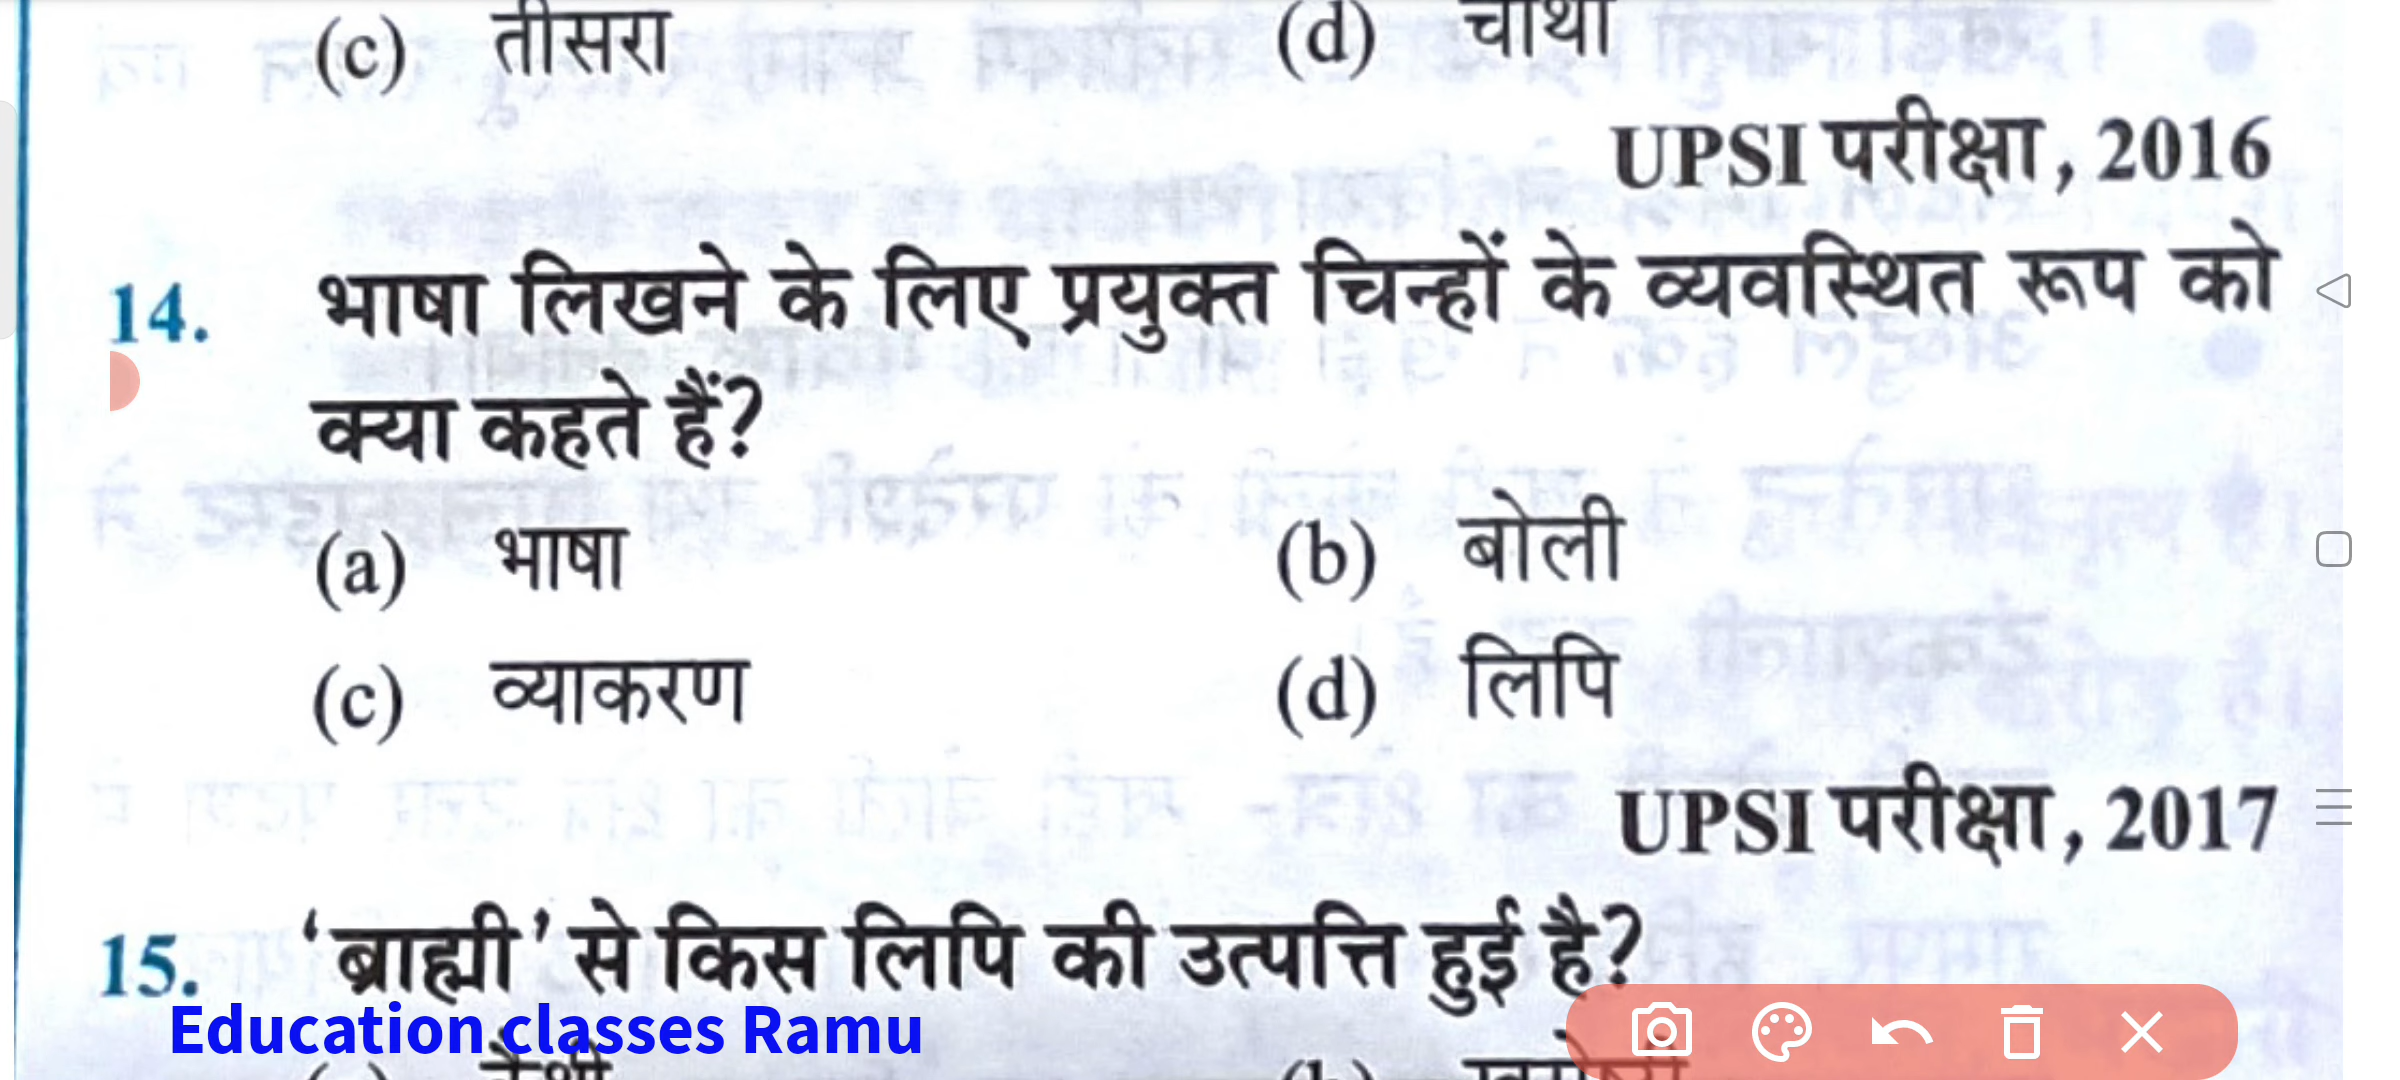 (c) तीसरा (d) चौथा
UPSI परीक्षा, 2016
14. भाषा लिखने के लिए प्रयुक्त चिन्हों के व्यवस्थित रूप को
क्या कहते हैं?
(a) भाषा (b) बोली
(c) व्याकरण (d) लिपि
UPSI परीक्षा, 2017
15. ‘ब्राह्मी’ से किस लिपि की उत्पत्ति हुई है?
Education classes Ramu